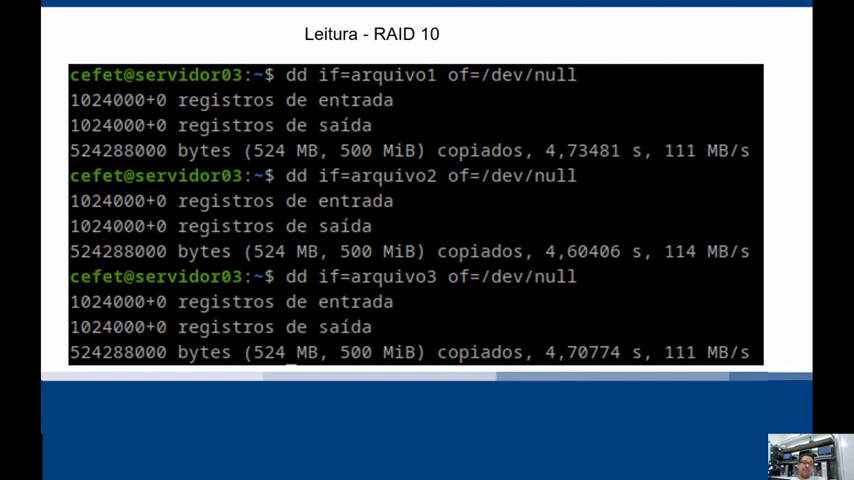 Leitura - RAID 10
cefet@servidor03:~$ dd if=arquivo1 of=/dev/null
1024000+0 registros de entrada
1024000+0 registros de saída
524288000 bytes (524 MB, 500 MiB) copiados, 4,73481 s, 111 MB/s
cefet@servidor03:~$ dd if=arquivo2 of=/dev/null
1024000+0 registros de entrada
1024000+0 registros de saída
524288000 bytes (524 MB, 500 MiB) copiados, 4,60406 s, 114 MB/s
cefet@servidor03:~$ dd if=arquivo3 of=/dev/null
1024000+0 registros de entrada
1024000+0 registros de saída
524288000 bytes (524 MB, 500 MiB) copiados, 4,70774 s, 111 MB/s